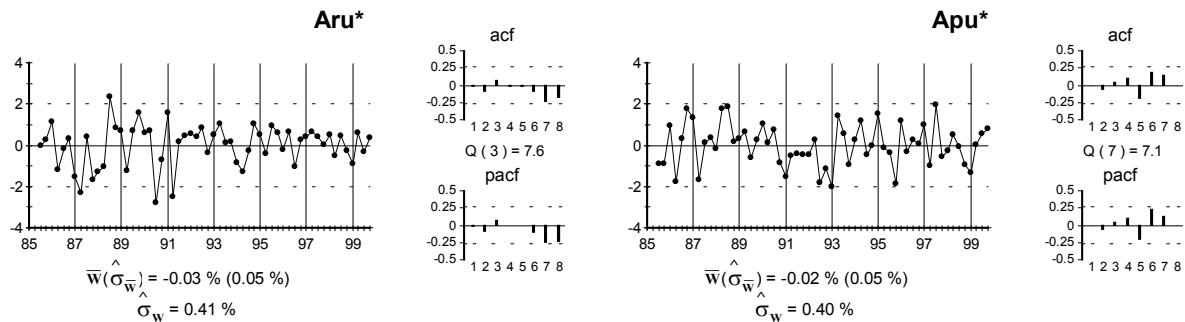 Aru*
4
2
0
-2
-4
85 87 89 91 93 95 97 99
w̅(σ̂w̅) = -0.03 % (0.05 %)
σ̂w = 0.41 %
acf
0.5
0.25
0
-0.25
-0.5
1 2 3 4 5 6 7 8
Q ( 3 ) = 7.6
pacf
0.5
0.25
0
-0.25
-0.5
1 2 3 4 5 6 7 8
Apu*
4
2
0
-2
-4
85 87 89 91 93 95 97 99
w̅(σ̂w̅) = -0.02 % (0.05 %)
σ̂w = 0.40 %
acf
0.5
0.25
0
-0.25
-0.5
1 2 3 4 5 6 7 8
Q ( 7 ) = 7.1
pacf
0.5
0.25
0
-0.25
-0.5
1 2 3 4 5 6 7 8